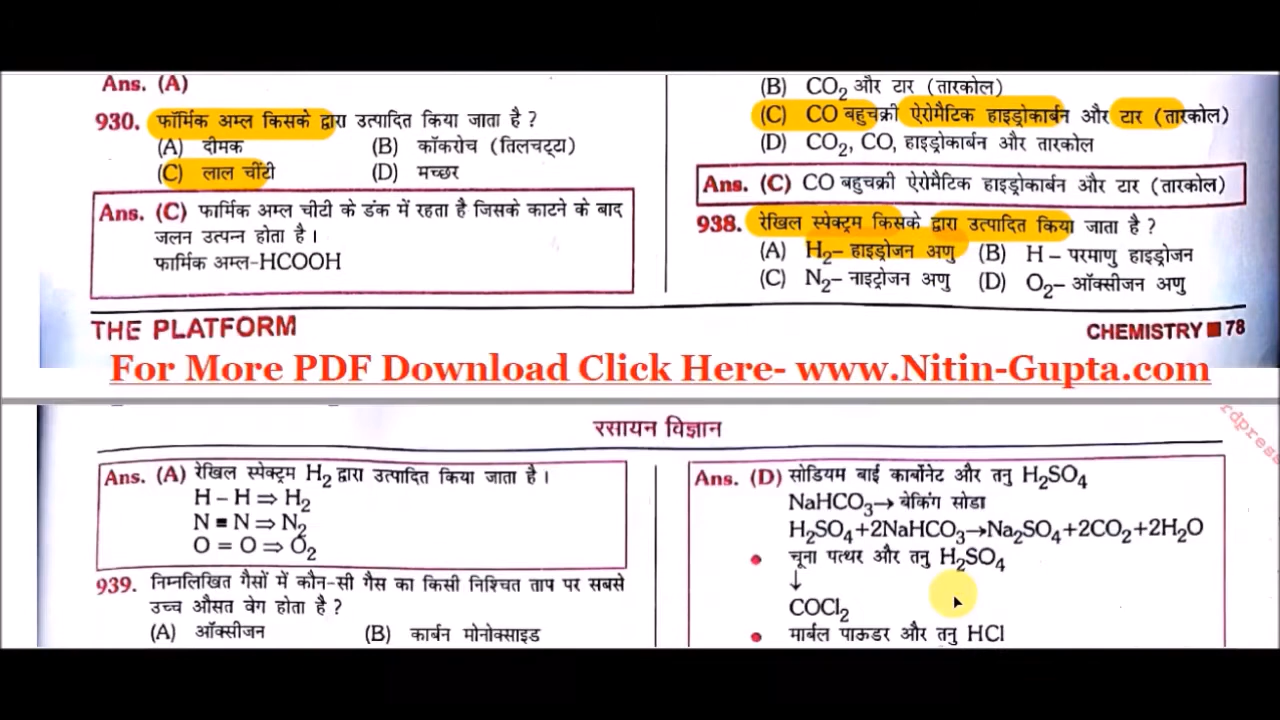 Ans. (A)
930. फॉर्मिक अम्ल किसके द्वारा उत्पादित किया जाता है ?
(A) दीमक (B) कॉकरोच (तिलचट्टा)
(C) लाल चींटी (D) मच्छर
Ans. (C) फार्मिक अम्ल चीटी के डंक में रहता है जिसके काटने के बाद
जलन उत्पन्न होता है।
फार्मिक अम्ल-HCOOH
(B) CO₂ और टार (तारकोल)
(C) CO बहुचक्री ऐरोमैटिक हाइड्रोकार्बन और टार (तारकोल)
(D) CO₂, CO, हाइड्रोकार्बन और तारकोल
Ans. (C) CO बहुचक्री ऐरोमैटिक हाइड्रोकार्बन और टार (तारकोल)
938. रेखिल स्पेक्ट्रम किसके द्वारा उत्पादित किया जाता है ?
(A) H₂– हाइड्रोजन अणु (B) H – परमाणु हाइड्रोजन
(C) N₂– नाइट्रोजन अणु (D) O₂– ऑक्सीजन अणु
THE PLATFORM
CHEMISTRY ■ 78
For More PDF Download Click Here- www.Nitin-Gupta.com
रसायन विज्ञान
Ans. (A) रेखिल स्पेक्ट्रम H₂ द्वारा उत्पादित किया जाता है।
H – H ⇒ H₂
N ≡ N ⇒ N₂
O = O ⇒ O₂
939. निम्नलिखित गैसों में कौन-सी गैस का किसी निश्चित ताप पर सबसे
उच्च औसत वेग होता है ?
(A) ऑक्सीजन (B) कार्बन मोनोक्साइड
Ans. (D) सोडियम बाई कार्बोनेट और तनु H₂SO₄
NaHCO₃→ बेकिंग सोडा
H₂SO₄+2NaHCO₃→Na₂SO₄+2CO₂+2H₂O
• चूना पत्थर और तनु H₂SO₄
↓
COCl₂
• मार्बल पाऊडर और तनु HCl